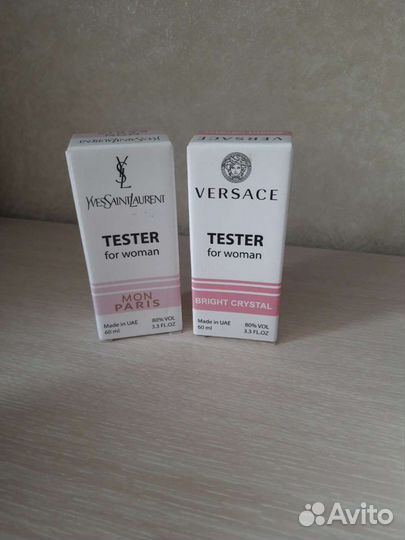 YSL
YVESSAINTLAURENT
TESTER
for woman
MON
PARIS
Made in UAE 80% VOL
60 ml 3.3 FL.OZ
VERSACE
VERSACE
TESTER
for woman
BRIGHT CRYSTAL
Made in UAE 80% VOL
60 ml 3.3 FL.OZ
Avito